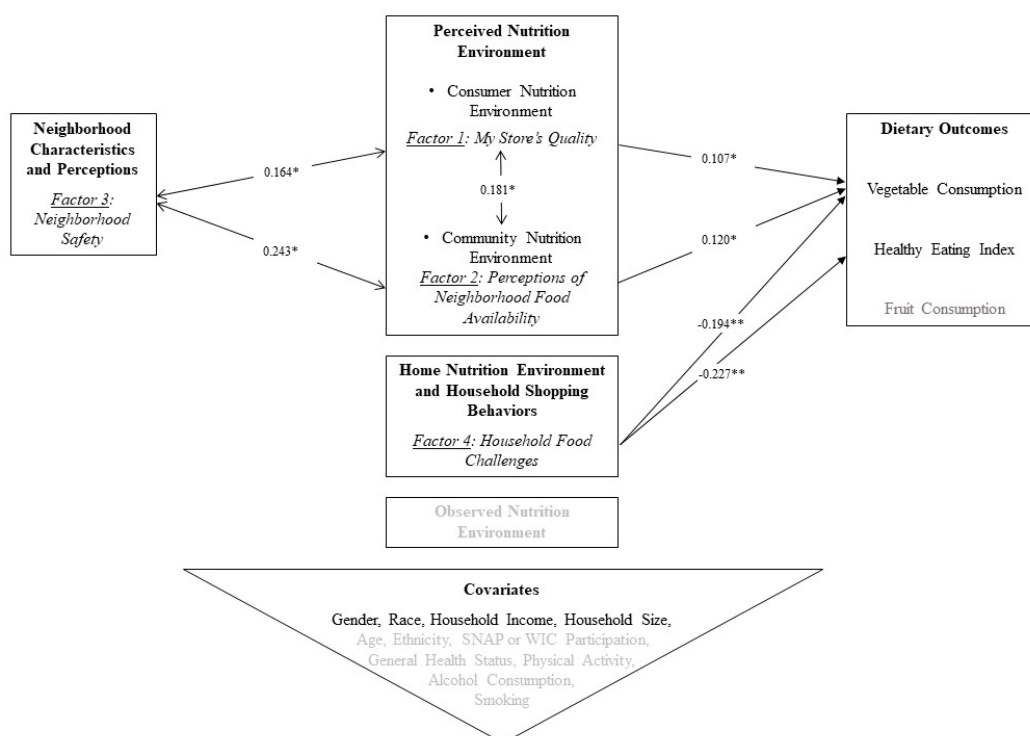 Perceived Nutrition
Environment
• Consumer Nutrition
Environment
Factor 1: My Store's Quality
0.181*
• Community Nutrition
Environment
Factor 2: Perceptions of
Neighborhood Food
Availability
Neighborhood
Characteristics
and Perceptions
Factor 3:
Neighborhood
Safety
0.164*
0.243*
0.107*
0.120*
-0.194**
-0.227**
Dietary Outcomes
Vegetable Consumption
Healthy Eating Index
Fruit Consumption
Home Nutrition Environment
and Household Shopping
Behaviors
Factor 4: Household Food
Challenges
Observed Nutrition
Environment
Covariates
Gender, Race, Household Income, Household Size,
Age, Ethnicity, SNAP or WIC Participation,
General Health Status, Physical Activity,
Alcohol Consumption,
Smoking